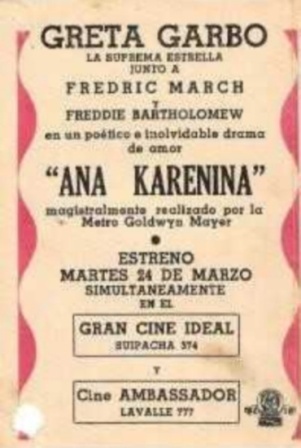 GRETA GARBO
LA SUPREMA ESTRELLA
JUNTO A
FREDRIC MARCH
Y
FREDDIE BARTHOLOMEW
en un poético e inolvidable drama
de amor
"ANA KARENINA"
magistralmente realizado por la
Metro Goldwyn Mayer
ESTRENO
MARTES 24 DE MARZO
SIMULTANEAMENTE
EN EL
GRAN CINE IDEAL
SUIPACHA 374
Y
Cine AMBASSADOR
LAVALLE 777